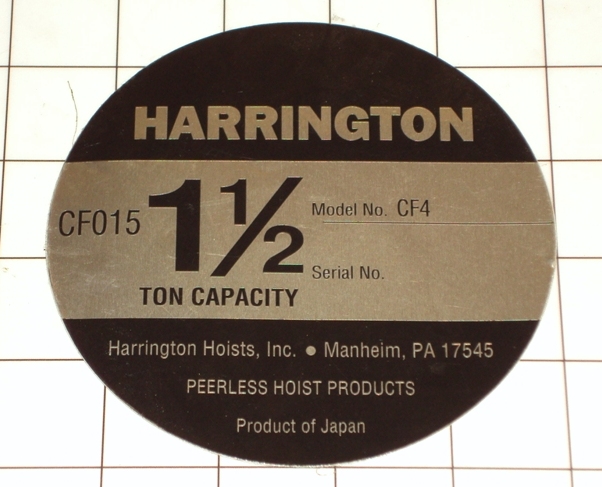 HARRINGTON
CF015 1½ Model No. CF4
Serial No.
TON CAPACITY
Harrington Hoists, Inc. • Manheim, PA 17545
PEERLESS HOIST PRODUCTS
Product of Japan